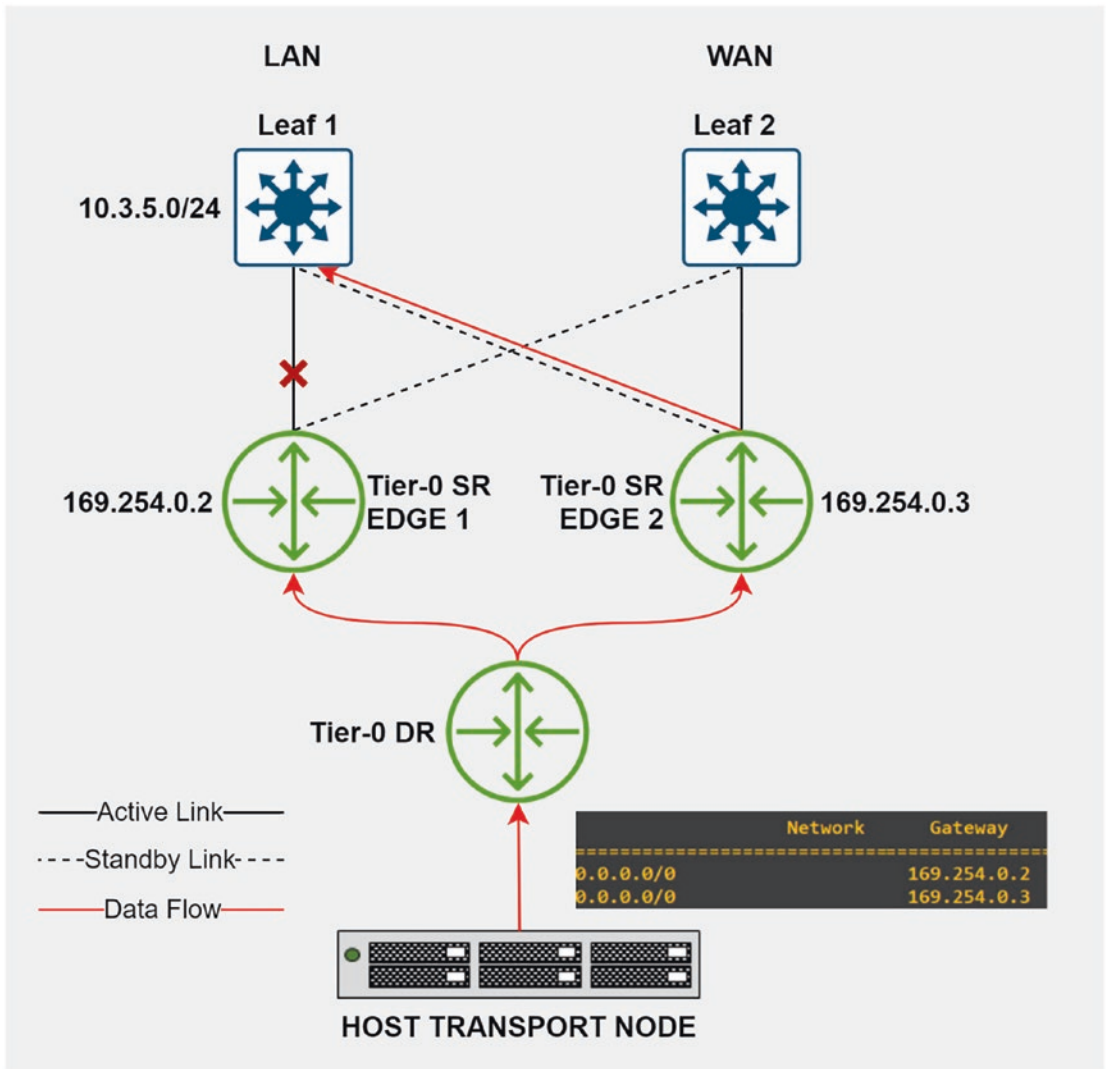 LAN
WAN
Leaf 1
Leaf 2
10.3.5.0/24
169.254.0.2
Tier-0 SR
EDGE 1
Tier-0 SR
EDGE 2
169.254.0.3
Tier-0 DR
Active Link
Standby Link
Data Flow
Network Gateway
==============================================
0.0.0.0/0 169.254.0.2
0.0.0.0/0 169.254.0.3
HOST TRANSPORT NODE